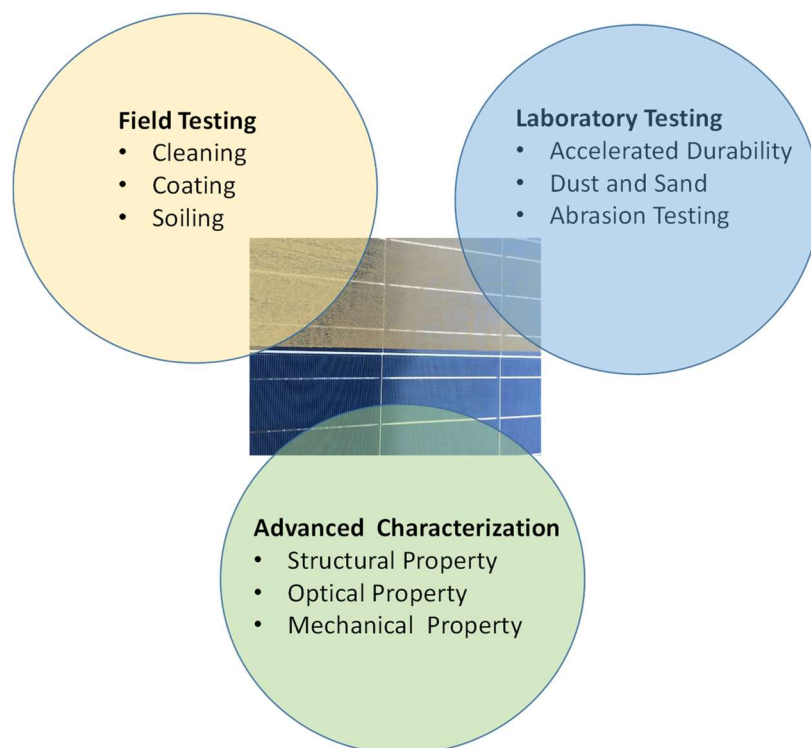 Field Testing
• Cleaning
• Coating
• Soiling
Laboratory Testing
• Accelerated Durability
• Dust and Sand
• Abrasion Testing
Advanced Characterization
• Structural Property
• Optical Property
• Mechanical Property